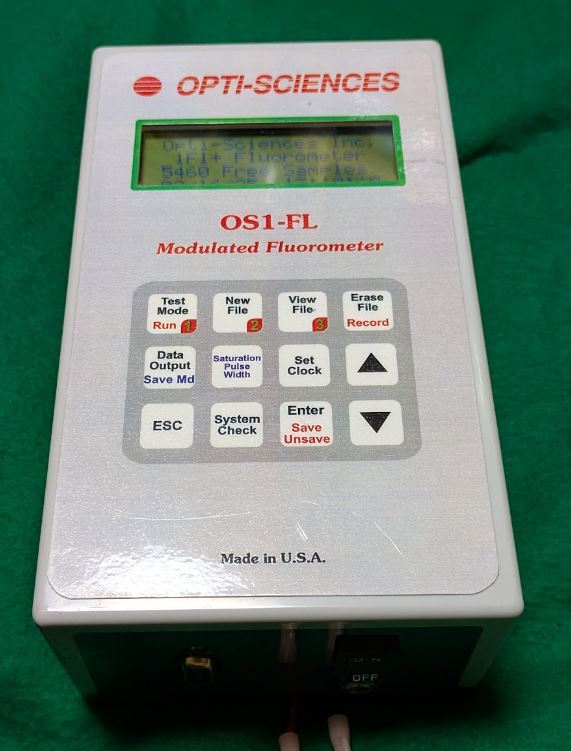 OPTI-SCIENCES
Opti-Sciences Inc.
1Fl+ Fluorometer
5460 Free Samples
OS1-FL
Modulated Fluorometer
Test Mode Run 1
New File 2
View File 3
Erase File Record
Data Output Save Md
Saturation Pulse Width
Set Clock
ESC
System Check
Enter Save Unsave
Made in U.S.A.
ON
OFF